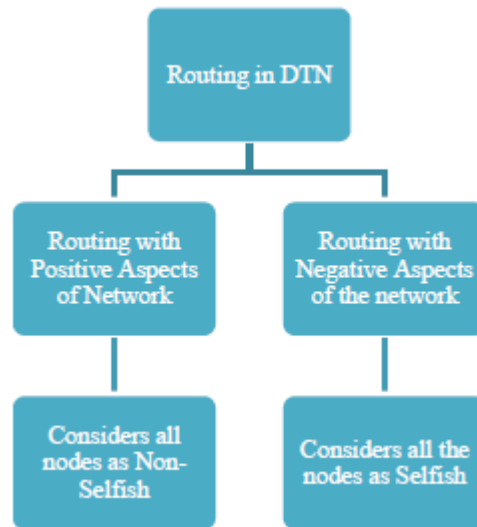 Routing in DTN
Routing with
Positive Aspects
of Network
Routing with
Negative Aspects
of the network
Considers all
nodes as Non-
Selfish
Considers all the
nodes as Selfish